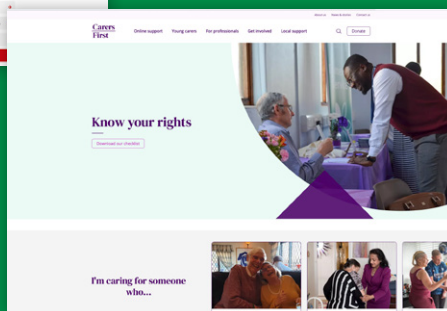 About us News & stories Contact us
Carers
First
Online support Young carers For professionals Get involved Local support
Donate
Know your rights
Download our checklist
I'm caring for someone
who...